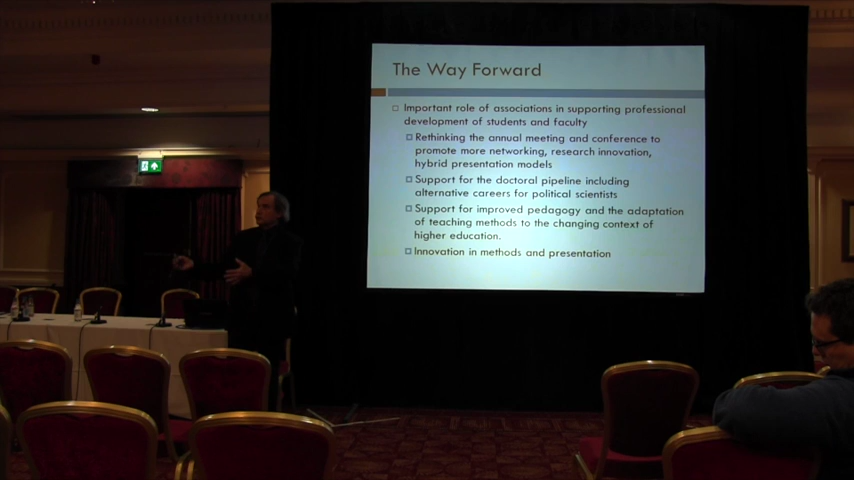 The Way Forward
Important role of associations in supporting professional
development of students and faculty
Rethinking the annual meeting and conference to
promote more networking, research innovation,
hybrid presentation models
Support for the doctoral pipeline including
alternative careers for political scientists
Support for improved pedagogy and the adaptation
of teaching methods to the changing context of
higher education.
Innovation in methods and presentation